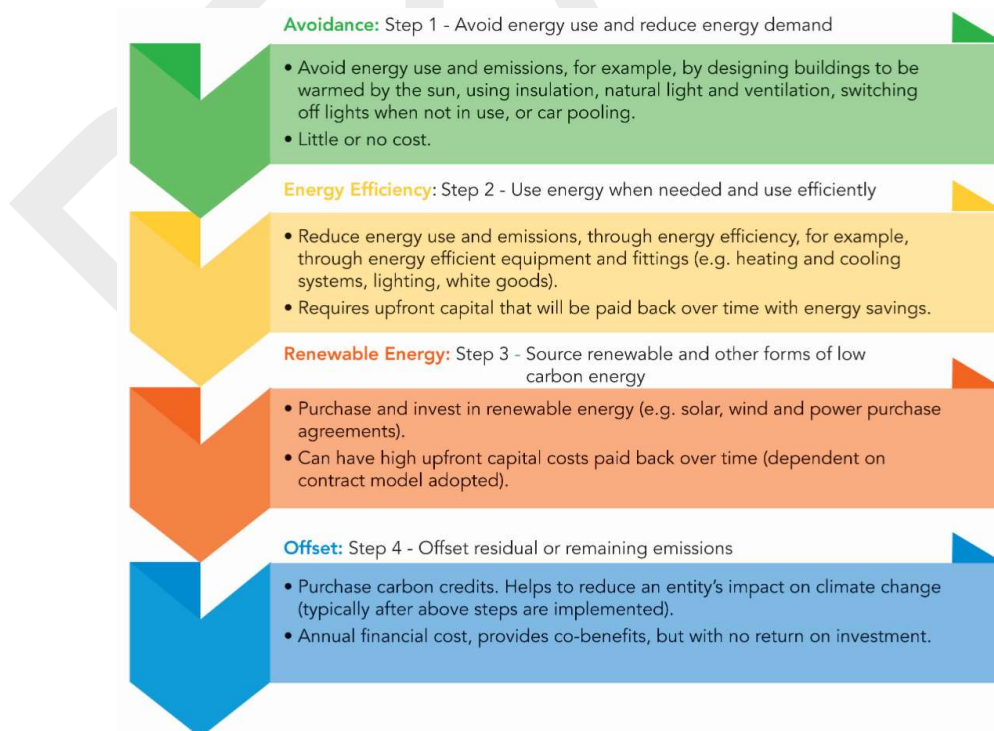 Avoidance: Step 1 - Avoid energy use and reduce energy demand
• Avoid energy use and emissions, for example, by designing buildings to be
warmed by the sun, using insulation, natural light and ventilation, switching
off lights when not in use, or car pooling.
• Little or no cost.
Energy Efficiency: Step 2 - Use energy when needed and use efficiently
• Reduce energy use and emissions, through energy efficiency, for example,
through energy efficient equipment and fittings (e.g. heating and cooling
systems, lighting, white goods).
• Requires upfront capital that will be paid back over time with energy savings.
Renewable Energy: Step 3 - Source renewable and other forms of low
carbon energy
• Purchase and invest in renewable energy (e.g. solar, wind and power purchase
agreements).
• Can have high upfront capital costs paid back over time (dependent on
contract model adopted).
Offset: Step 4 - Offset residual or remaining emissions
• Purchase carbon credits. Helps to reduce an entity's impact on climate change
(typically after above steps are implemented).
• Annual financial cost, provides co-benefits, but with no return on investment.